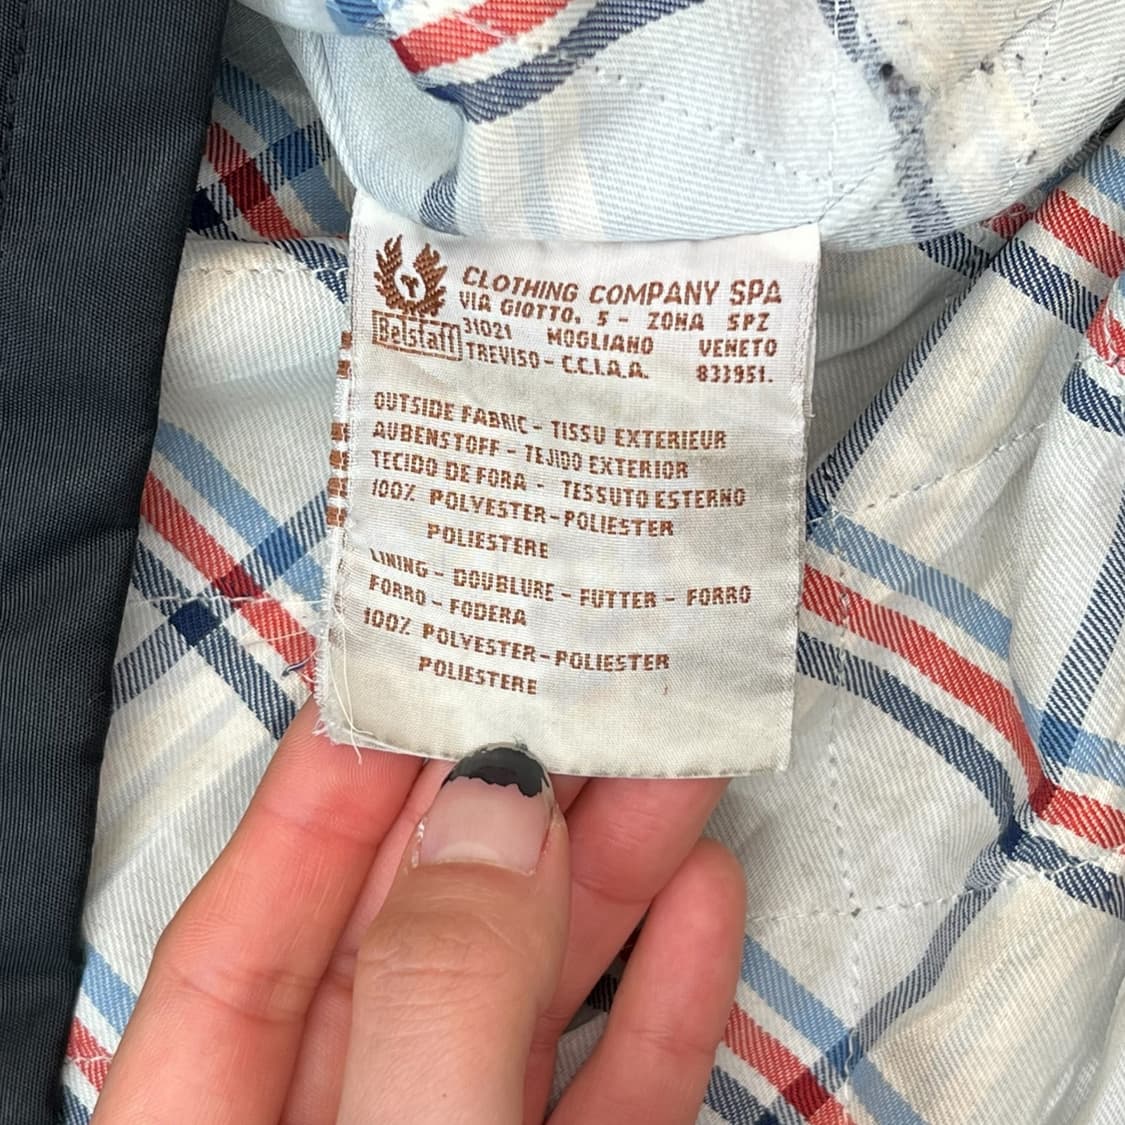 CLOTHING COMPANY SPA
VIA GIOTTO, 5 - ZONA SPZ
Belstaff
31021 MOGLIANO VENETO
TREVISO - C.C.I.A.A. 833951.
OUTSIDE FABRIC - TISSU EXTERIEUR
AUBENSTOFF - TEJIDO EXTERIOR
TECIDO DE FORA - TESSUTO ESTERNO
100% POLYESTER-POLIESTER
POLIESTERE
LINING - DOUBLURE - FUTTER - FORRO
FORRO - FODERA
100% POLYESTER-POLIESTER
POLIESTERE